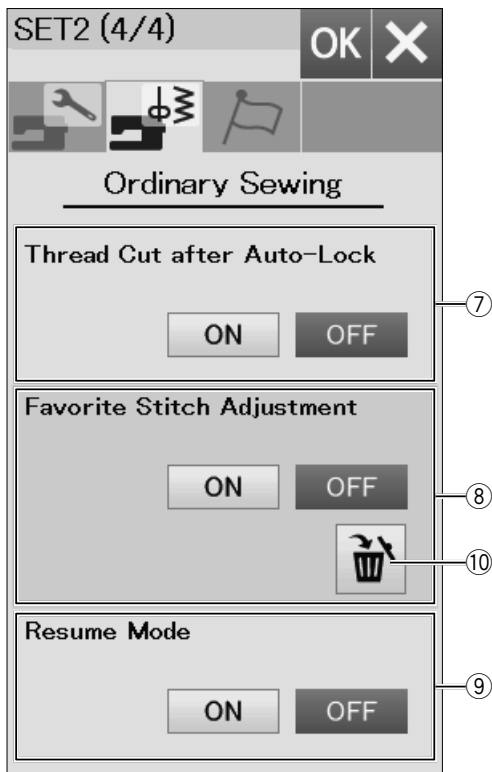 SET2 (4/4)
OK
Ordinary Sewing
Thread Cut after Auto-Lock
ON OFF
⑦
Favorite Stitch Adjustment
ON OFF
⑧
⑩
Resume Mode
ON OFF
⑨